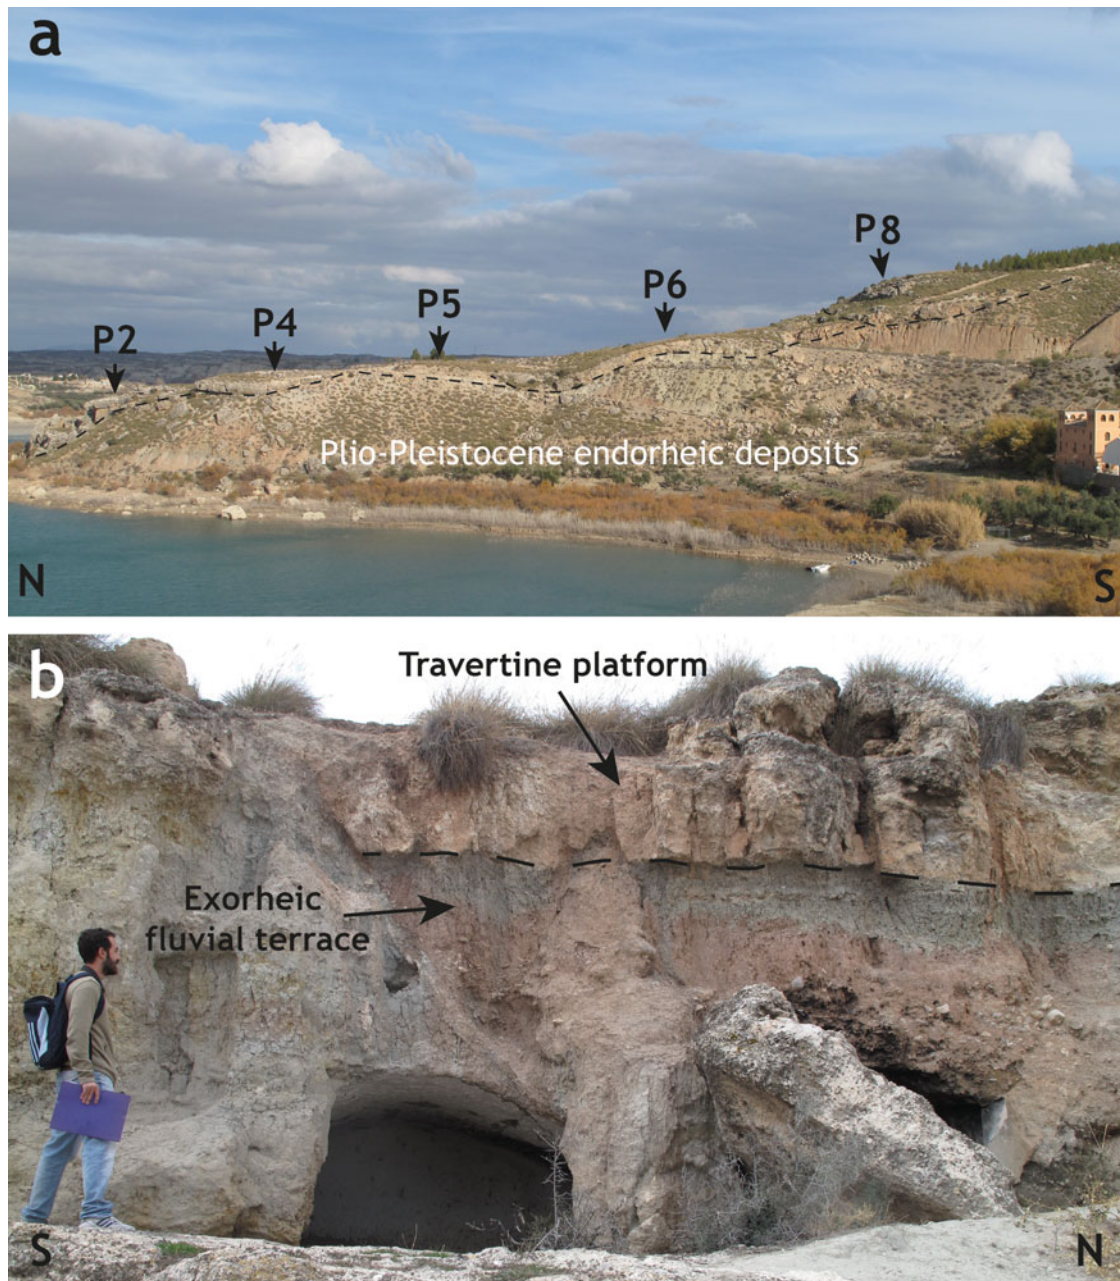 a
P8
P6
P5
P4
P2
Plio-Pleistocene endorheic deposits
N
S
b
Travertine platform
Exorheic
fluvial terrace
S
N